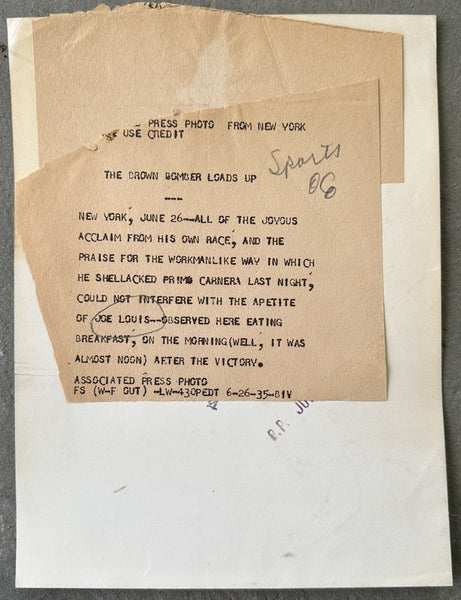 PRESS PHOTO FROM NEW YORK
USE CREDIT
Sports
06
THE BROWN BOMBER LOADS UP
---
NEW YORK, JUNE 26--ALL OF THE JOYOUS
ACCLAIM FROM HIS OWN RACE, AND THE
PRAISE FOR THE WORKMANLIKE WAY IN WHICH
HE SHELLACKED PRIMO CARNERA LAST NIGHT,
COULD NOT INTERFERE WITH THE APETITE
OF JOE LOUIS--OBSERVED HERE EATING
BREAKFAST, ON THE MORNING(WELL, IT WAS
ALMOST NOON) AFTER THE VICTORY.
ASSOCIATED PRESS PHOTO
FS (W-F OUT) -LW-430PEDT 6-26-35-BIV
P.P.